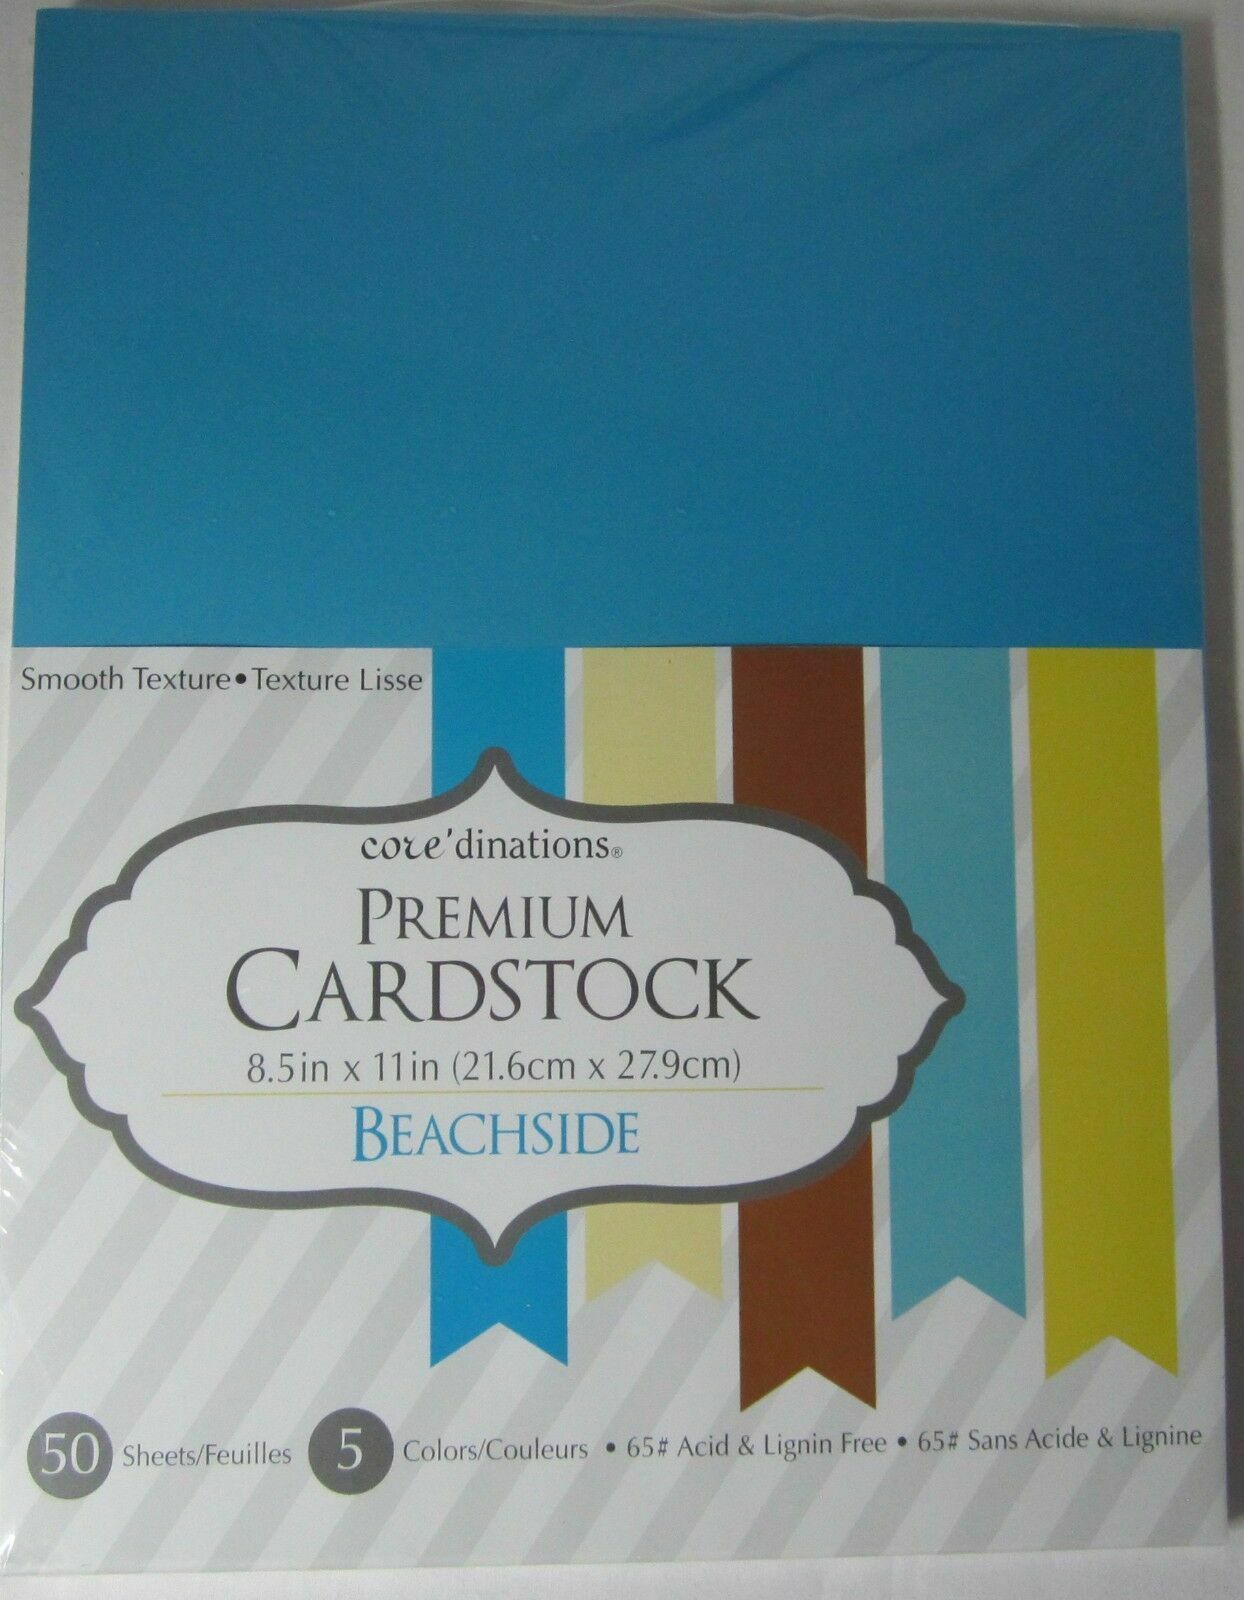 Smooth Texture•Texture Lisse
core'dinations®
PREMIUM
CARDSTOCK
8.5in x 11in (21.6cm x 27.9cm)
BEACHSIDE
50 Sheets/Feuilles 5 Colors/Couleurs • 65# Acid & Lignin Free • 65# Sans Acide & Lignine